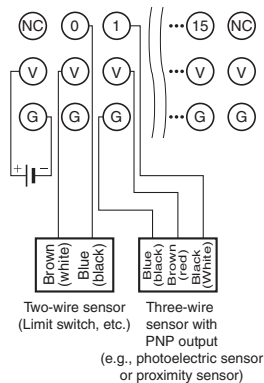 NC 0 1 ••• 15 NC
V V V ••• V V
G G G ••• G G
+ −
Brown
(white)
Blue
(black)
Blue
(black)
Brown
(red)
Black
(White)
Two-wire sensor
(Limit switch, etc.)
Three-wire
sensor with
PNP output
(e.g., photoelectric sensor
or proximity sensor)